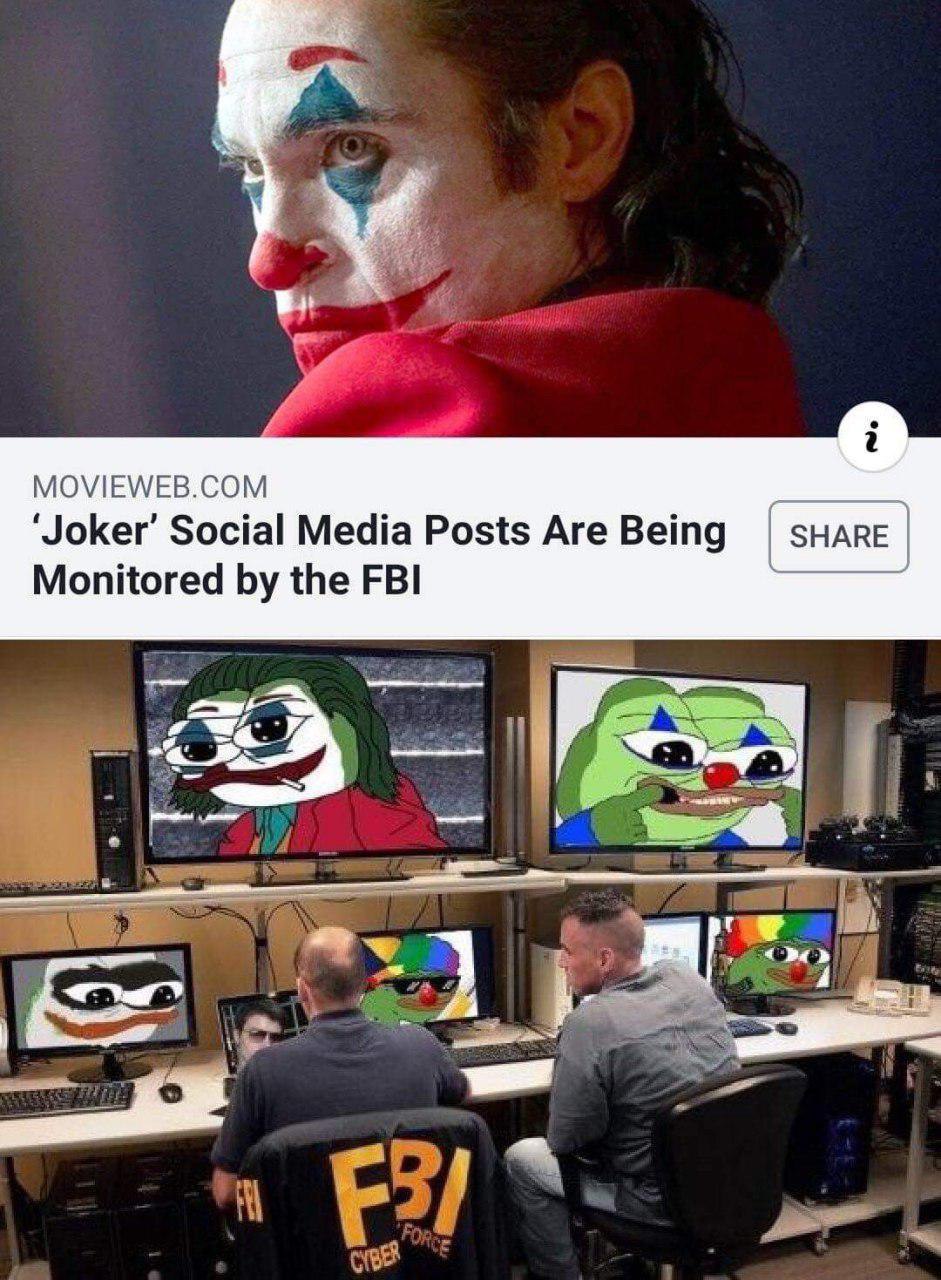 MOVIEWEB.COM
‘Joker’ Social Media Posts Are Being
Monitored by the FBI
SHARE
FBI
FBI
CYBER FORCE